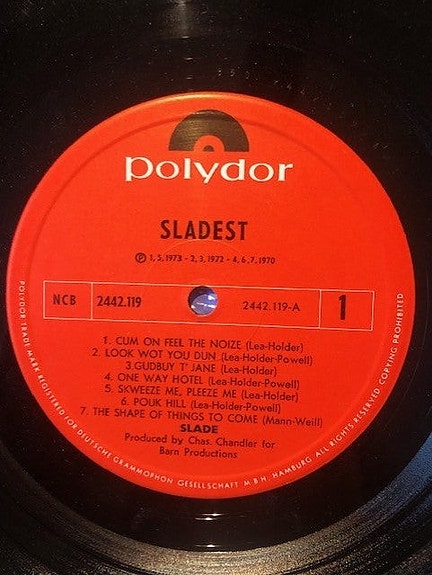 polydor
SLADEST
℗ 1, 5, 1973 - 2, 3, 1972 - 4, 6, 7, 1970
NCB 2442.119 2442.119-A 1
1. CUM ON FEEL THE NOIZE (Lea-Holder)
2. LOOK WOT YOU DUN (Lea-Holder-Powell)
3.GUDBUY T' JANE (Lea-Holder)
4. ONE WAY HOTEL (Lea-Holder-Powell)
5. SKWEEZE ME, PLEEZE ME (Lea-Holder)
6. POUK HILL (Lea-Holder-Powell)
7. THE SHAPE OF THINGS TO COME (Mann-Weill)
SLADE
Produced by Chas. Chandler for
Barn Productions
POLYDOR TRADE MARK REGISTERED FOR DEUTSCHE GRAMMOPHON GESELLSCHAFT M B H. HAMBURG ALL RIGHTS RESERVED. COPYING PROHIBITED